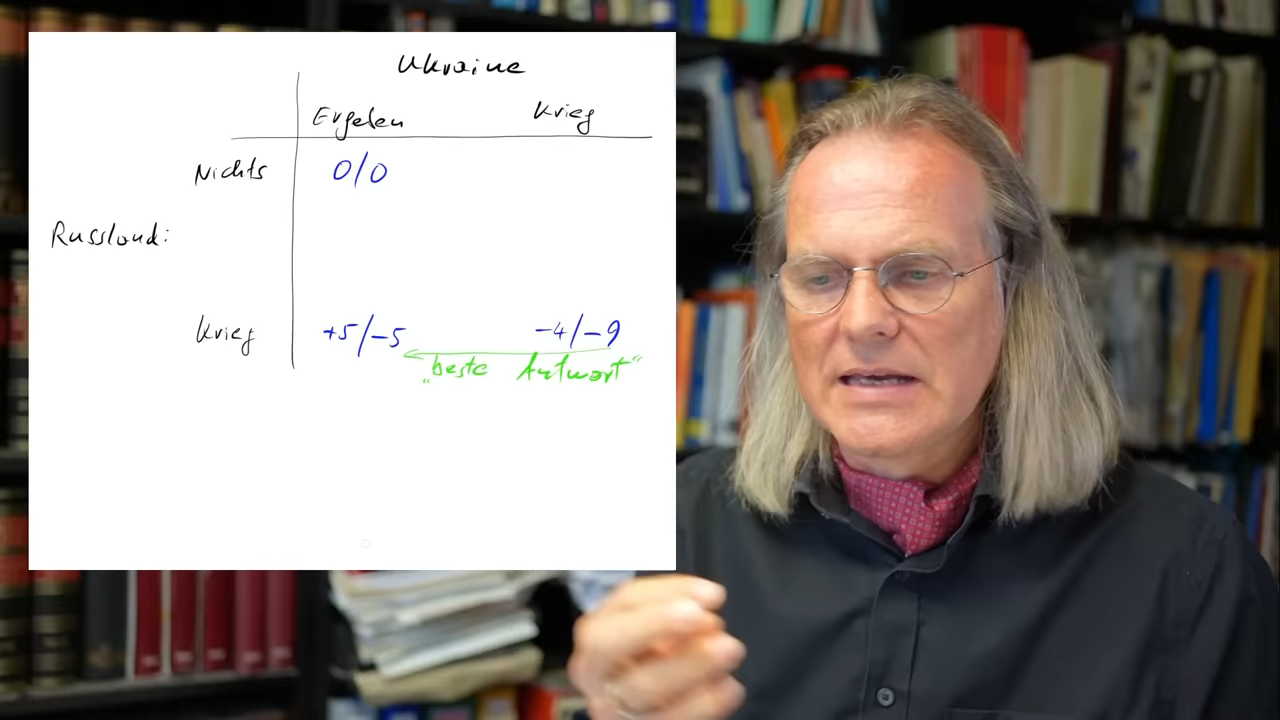 Ukraine
Ergeben Krieg
Nichts 0/0
Russland:
Krieg +5/-5 -4/-9
"beste Antwort"